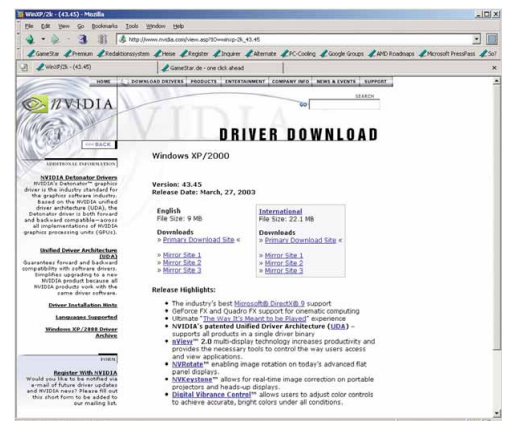 WinXP/2k - (43.45) - Mozilla
File Edit View Go Bookmarks Tools Window Help
http://www.nvidia.com/view.asp?IO=winxp-2k_43.45
GameStar Premium Redaktionsystem Heise Register Inquirer Alternate PC-Cooling Google Groups AMD Roadmaps Microsoft PressPass
WinXP/2k - (43.45)
GameStar.de - one click ahead
HOME DOWNLOAD DRIVERS PRODUCTS ENTERTAINMENT COMPANY INFO NEWS & EVENTS SUPPORT
SEARCH
GO
NVIDIA
DRIVER DOWNLOAD
<<< BACK
ADDITIONAL INFORMATION
NVIDIA Detonator Drivers
NVIDIA's Detonator™ graphics
driver is the industry standard for
the graphics software industry.
Based on the NVIDIA unified
driver architecture (UDA), the
Detonator driver is both forward
and backward compatible—across
all implementations of NVIDIA
graphics processing units (GPUs).
Unified Driver Architecture
(UDA)
Guarantees forward and backward
compatibility with software drivers.
Simplifies upgrading to a new
NVIDIA product because all
NVIDIA products work with the
same driver software.
Driver Installation Hints
Languages Supported
Windows XP/2000 Driver
Archive
Register With NVIDIA
Would you like to be notified via
e-mail of future driver updates
and NVIDIA news? Please fill out
this short form to be added to
our mailing list.
Windows XP/2000
Version: 43.45
Release Date: March, 27, 2003
English
File Size: 9 MB
Downloads
» Primary Download Site «
» Mirror Site 1
» Mirror Site 2
» Mirror Site 3
International
File Size: 22.1 MB
Downloads
» Primary Download Site «
» Mirror Site 1
» Mirror Site 2
» Mirror Site 3
Release Highlights:
• The industry's best Microsoft® DirectX® 9 support
• GeForce FX and Quadro FX support for cinematic computing
• Ultimate "The Way It's Meant to be Played" experience
• NVIDIA's patented Unified Driver Architecture (UDA) –
supports all products in a single driver binary
• nView™ 2.0 multi-display technology increases productivity and
provides the necessary tools to control the way users access
and view applications.
• NVRotate™ enabling image rotation on today's advanced flat
panel displays.
• NVKeystone™ allows for real-time image correction on portable
projectors and heads-up displays.
• Digital Vibrance Control™ allows users to adjust color controls
to achieve accurate, bright colors under all conditions.